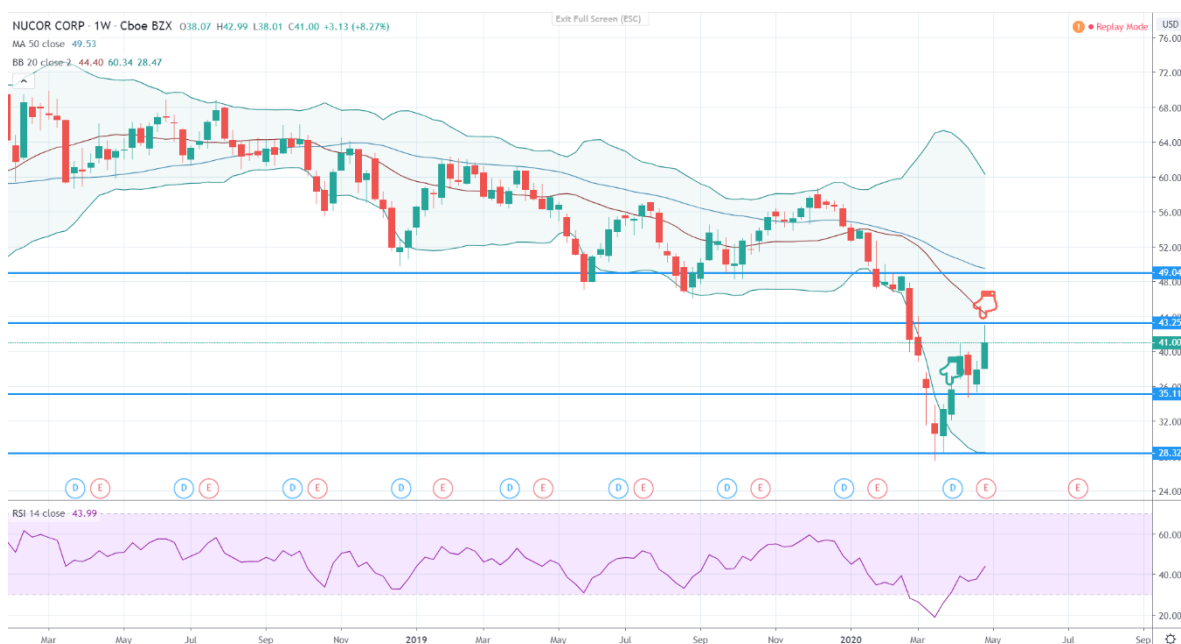 Exit Full Screen (ESC)
NUCOR CORP · 1W · Cboe BZX O38.07 H42.99 L38.01 C41.00 +3.13 (+8.27%)
! Replay Mode
USD
MA 50 close 49.53
BB 20 close 2 44.40 60.34 28.47
76.00
72.00
68.00
64.00
60.00
56.00
52.00
49.04
48.00
44.00
43.25
41.00
40.00
36.00
35.11
32.00
28.32
24.00
D E D E D E D E D E D E D E D E D E E
RSI 14 close 43.99
60.00
40.00
20.00
Mar May Jul Sep Nov 2019 Mar May Jul Sep Nov 2020 Mar May Jul Sep